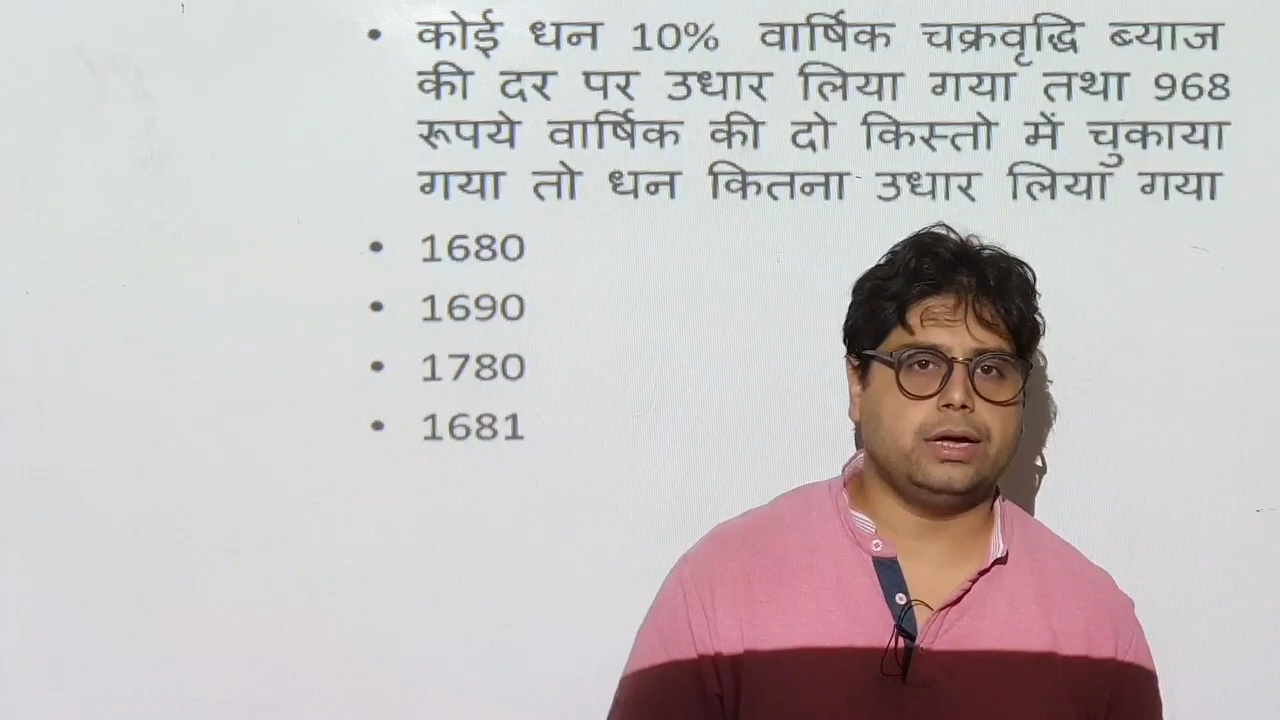 • कोई धन 10% वार्षिक चक्रवृद्धि ब्याज
की दर पर उधार लिया गया तथा 968
रूपये वार्षिक की दो किस्तो में चुकाया
गया तो धन कितना उधार लिया गया
• 1680
• 1690
• 1780
• 1681